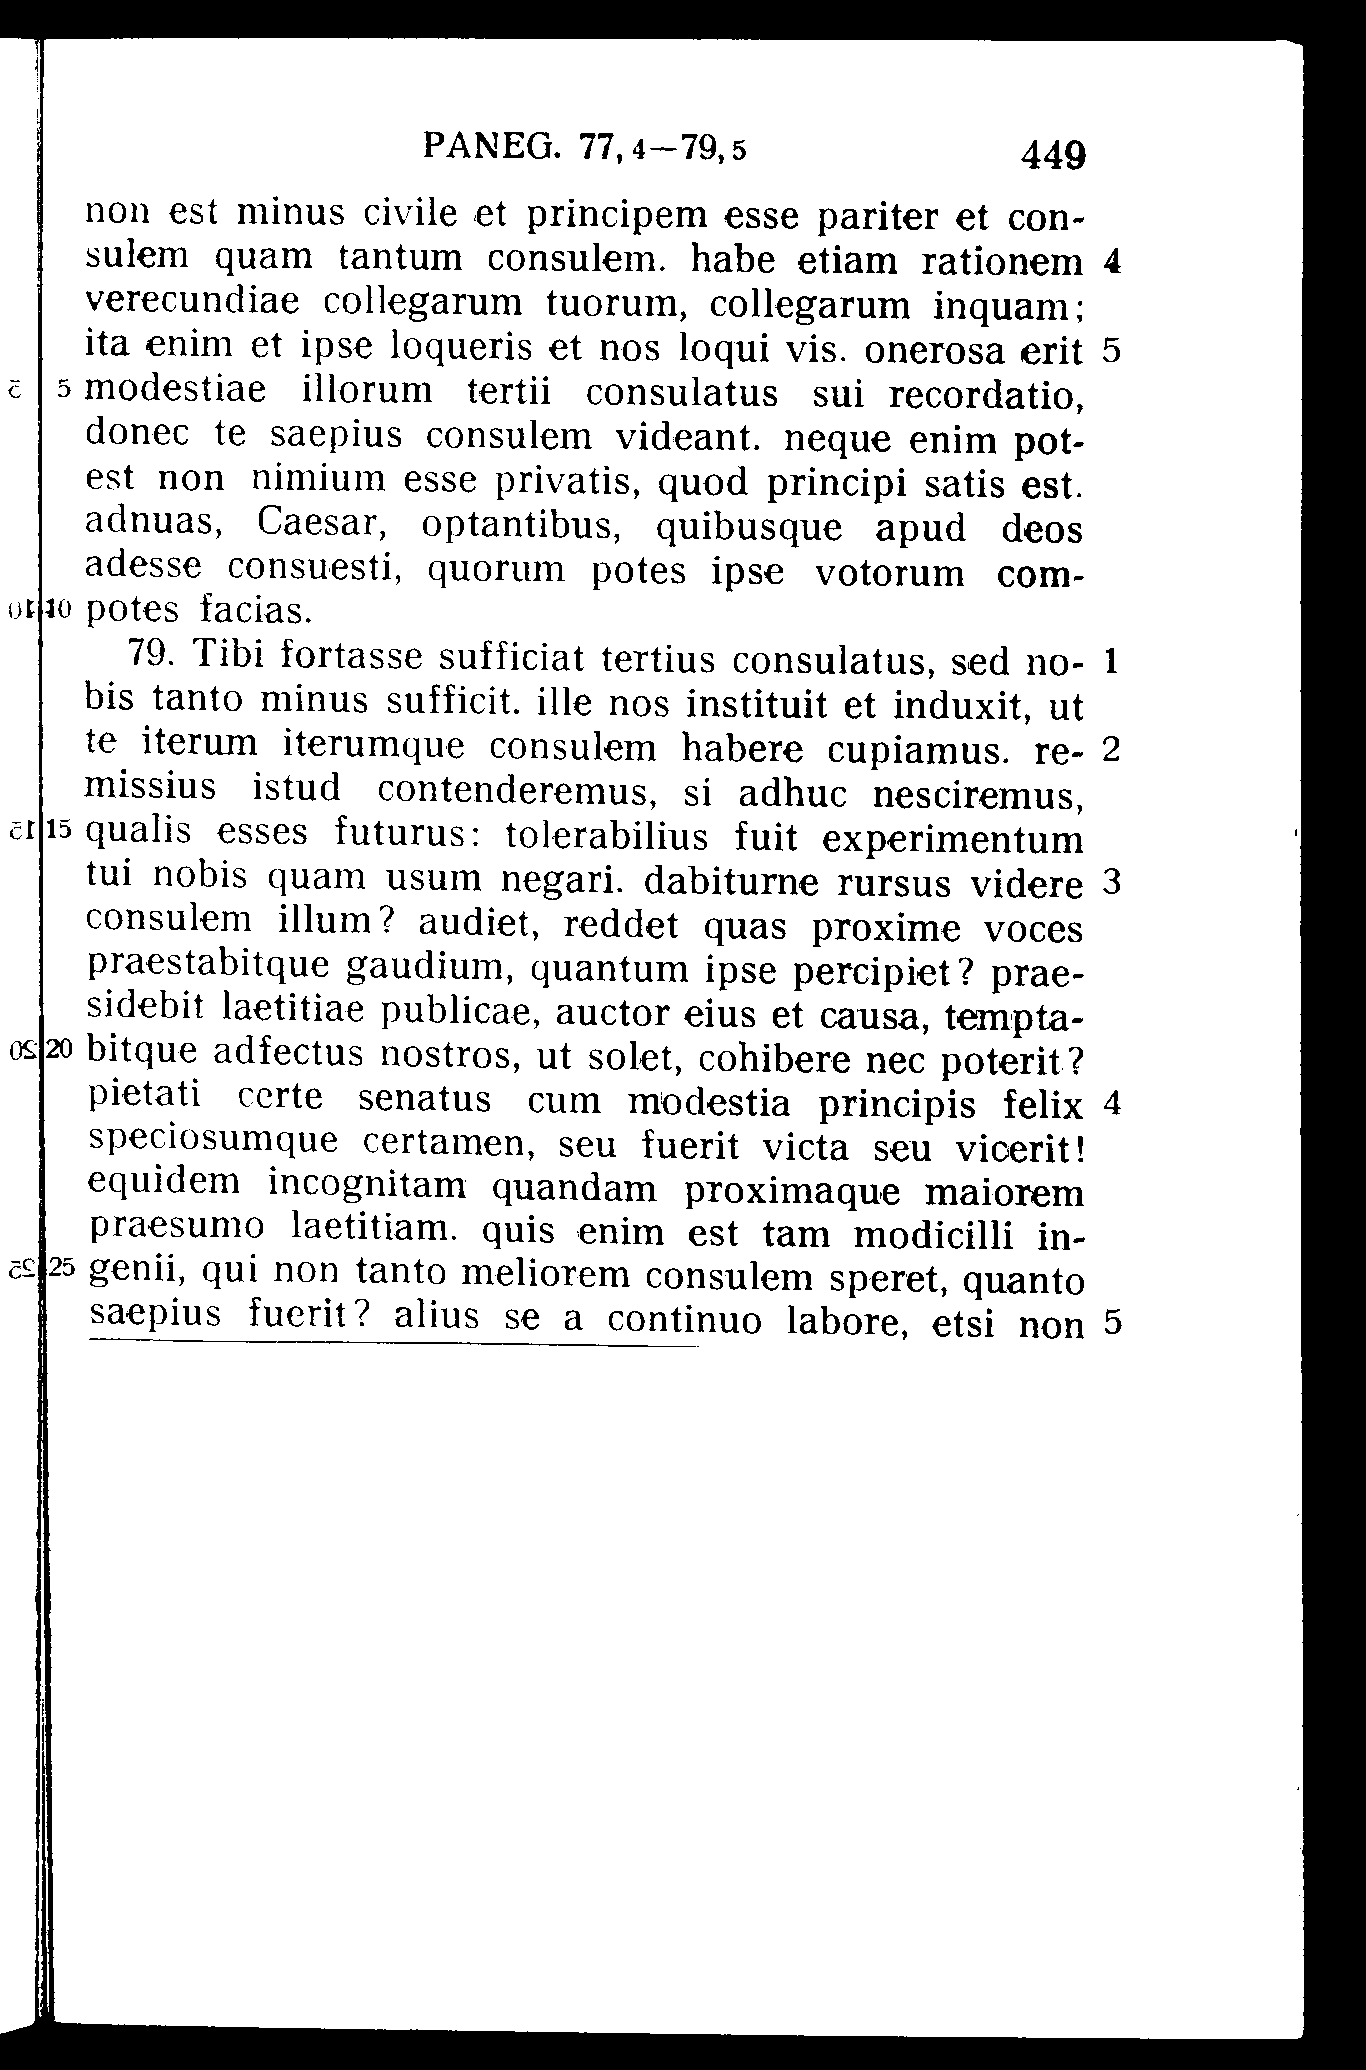 PANEG. 77, 4—79, 5 449
non est minus civile et principem esse pariter et con-
sulem quam tantum consulem. habe etiam rationem 4
verecundiae collegarum tuorum, collegarum inquam;
ita enim et ipse loqueris et nos loqui vis. onerosa erit 5
5 modestiae illorum tertii consulatus sui recordatio,
donec te saepius consulem videant. neque enim pot-
est non nimium esse privatis, quod principi satis est.
adnuas, Caesar, optantibus, quibusque apud deos
adesse consuesti, quorum potes ipse votorum com-
10 potes facias.
79. Tibi fortasse sufficiat tertius consulatus, sed no- 1
bis tanto minus sufficit. ille nos instituit et induxit, ut
te iterum iterumque consulem habere cupiamus. re- 2
missius istud contenderemus, si adhuc nesciremus,
15 qualis esses futurus: tolerabilius fuit experimentum
tui nobis quam usum negari. dabiturne rursus videre 3
consulem illum? audiet, reddet quas proxime voces
praestabitque gaudium, quantum ipse percipiet? prae-
sidebit laetitiae publicae, auctor eius et causa, tempta-
20 bitque adfectus nostros, ut solet, cohibere nec poterit?
pietati certe senatus cum modestia principis felix 4
speciosumque certamen, seu fuerit victa seu vicerit!
equidem incognitam quandam proximaque maiorem
praesumo laetitiam. quis enim est tam modicilli in-
25 genii, qui non tanto meliorem consulem speret, quanto
saepius fuerit? alius se a continuo labore, etsi non 5